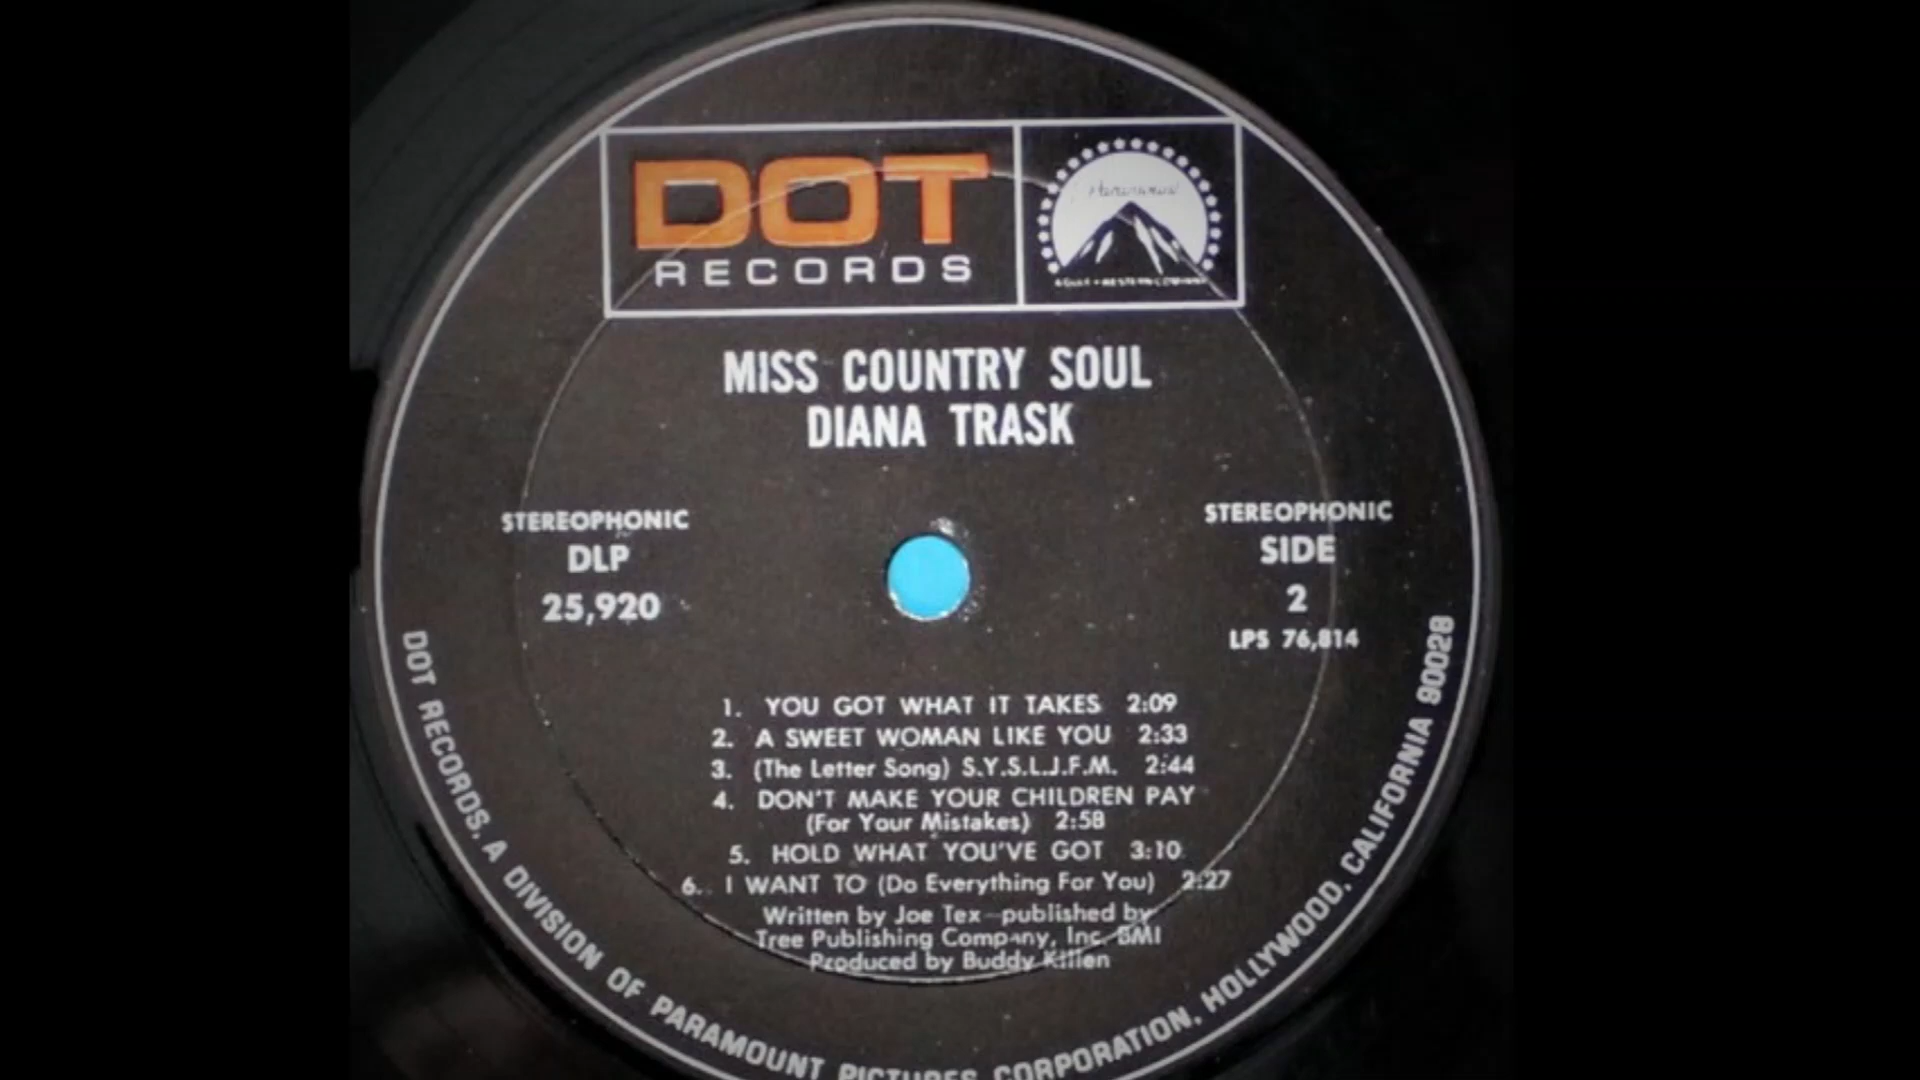 DOT
RECORDS
Paramount
A GULF + WESTERN COMPANY
MISS COUNTRY SOUL
DIANA TRASK
STEREOPHONIC
DLP
25,920
STEREOPHONIC
SIDE
2
LPS 76,814
1. YOU GOT WHAT IT TAKES 2:09
2. A SWEET WOMAN LIKE YOU 2:33
3. (The Letter Song) S.Y.S.L.J.F.M. 2:44
4. DON'T MAKE YOUR CHILDREN PAY
(For Your Mistakes) 2:58
5. HOLD WHAT YOU'VE GOT 3:10
6. I WANT TO (Do Everything For You) 2:27
Written by Joe Tex—published by
Tree Publishing Company, Inc. BMI
Produced by Buddy Killen
DOT RECORDS, A DIVISION OF PARAMOUNT PICTURES CORPORATION, HOLLYWOOD, CALIFORNIA 90028